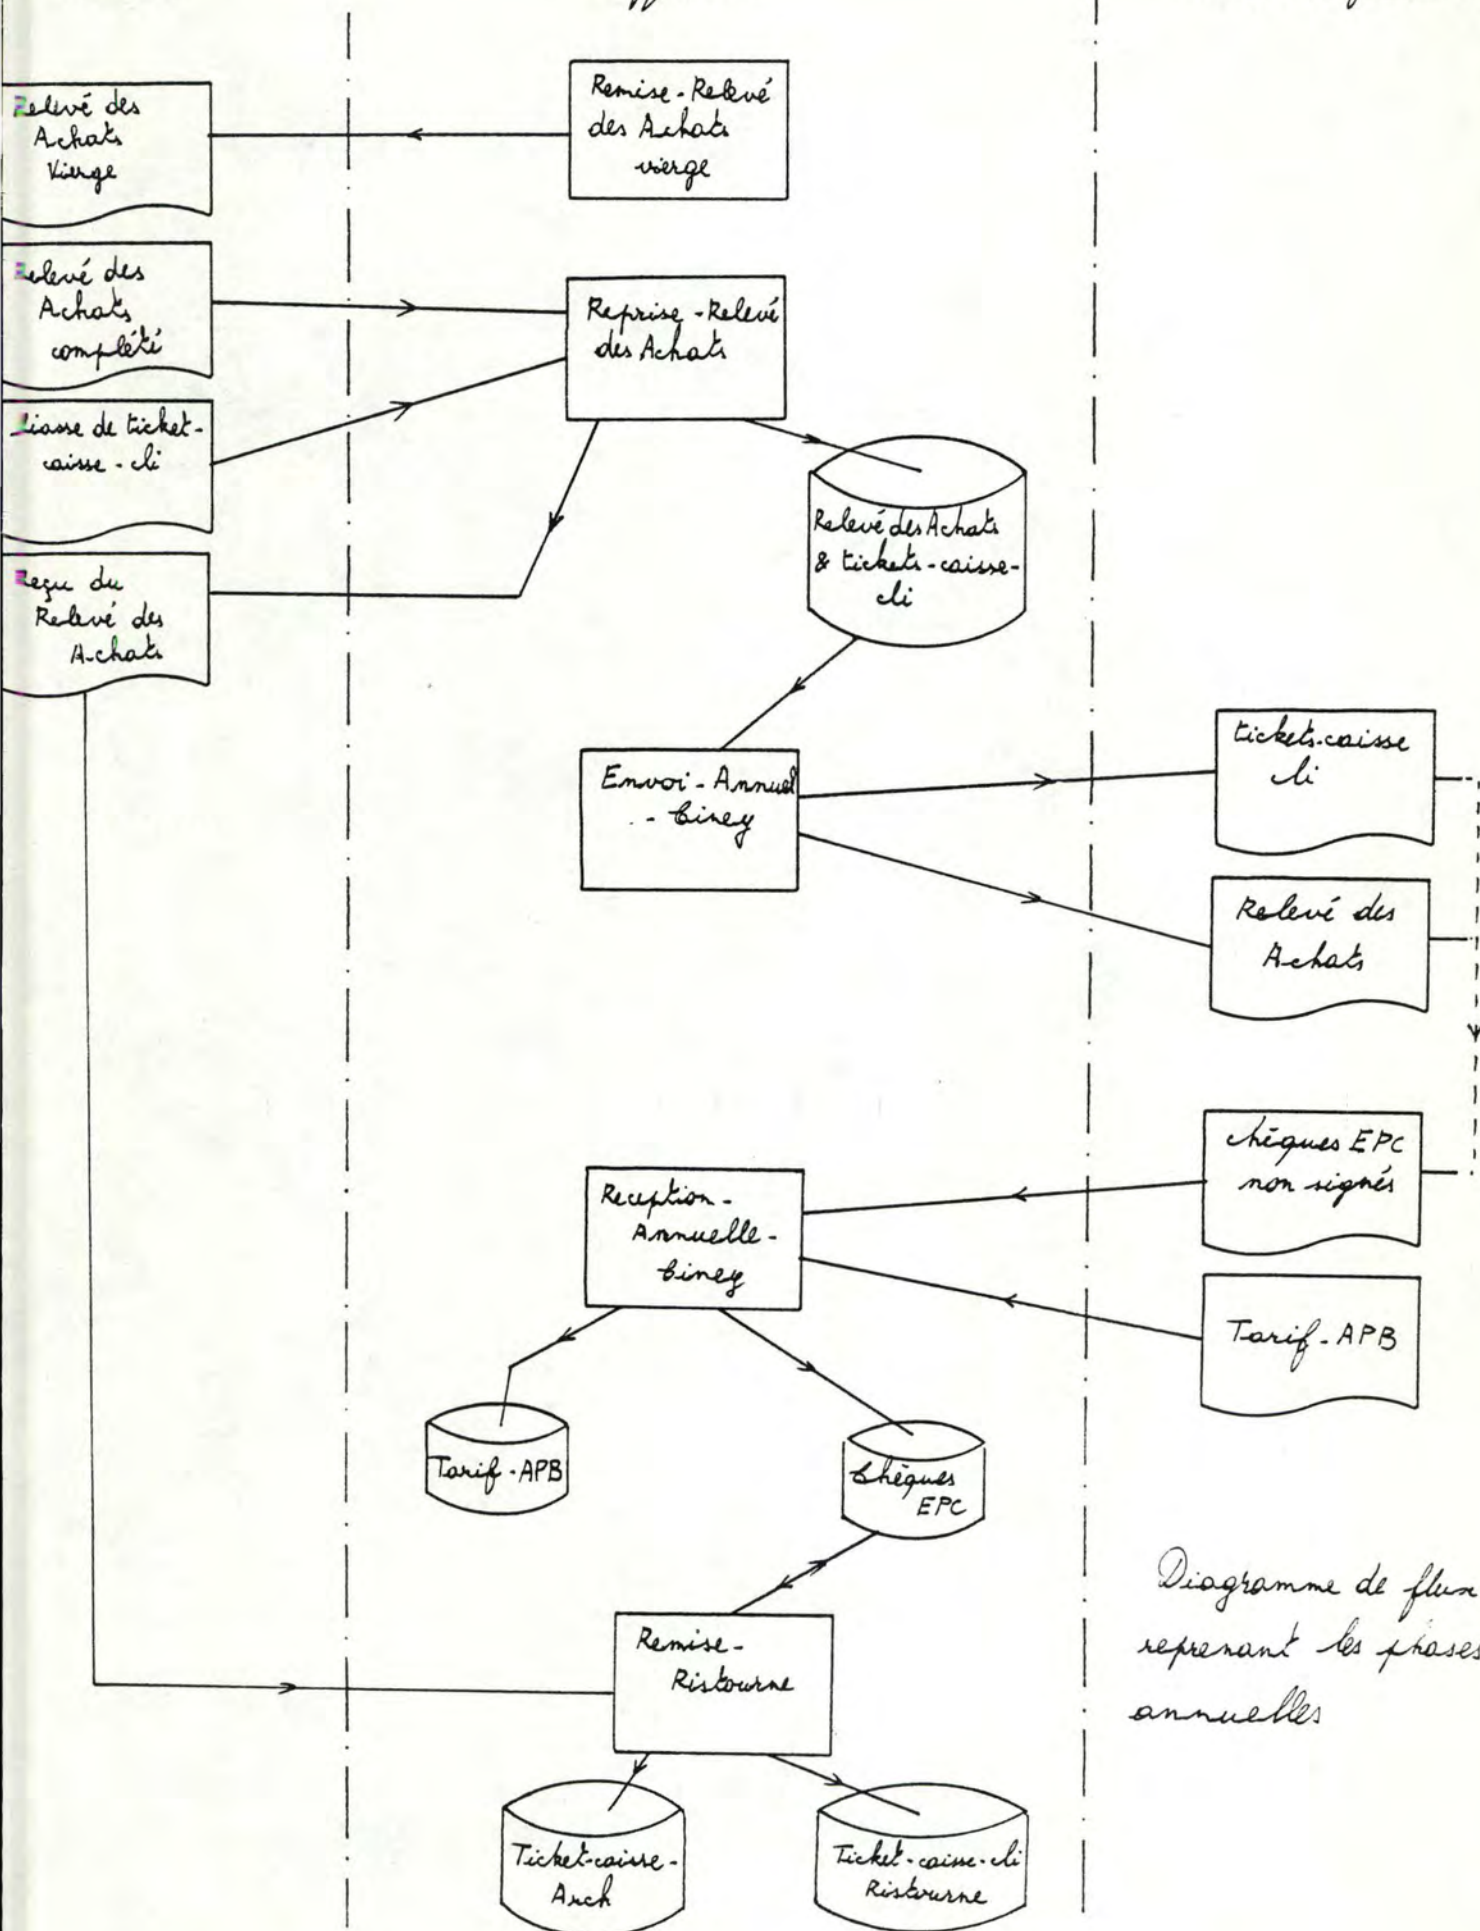 Relevé des
Achats
Vierge
Remise-Relevé
des Achats
vierge
Relevé des
Achats
complété
Reprise-Relevé
des Achats
Liasse de ticket-
caisse-cli
Relevé des Achats
& tickets-caisse-
cli
Reçu du
Relevé des
Achats
Envoi-Annuel
-Ciney
tickets-caisse
cli
Relevé des
Achats
Reception-
Annuelle-
Ciney
chèques EPC
non signés
Tarif-APB
Tarif-APB
Chèques
EPC
Remise-
Ristourne
Diagramme de flux
reprenant les phases
annuelles
Ticket-caisse-
Arch
Ticket-caisse-cli
Ristourne